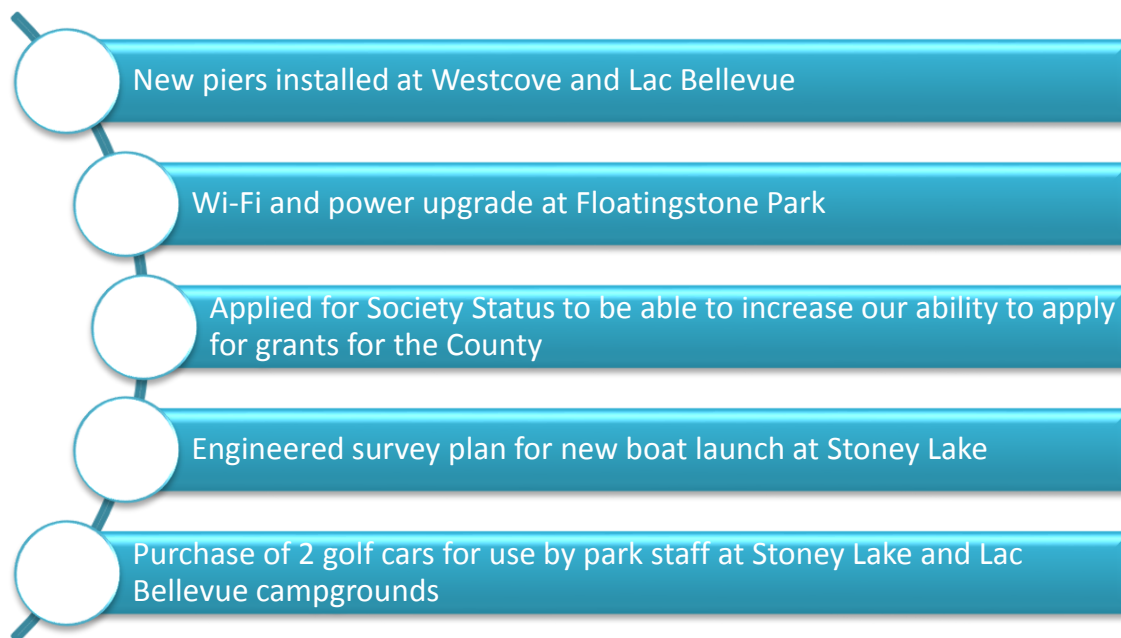 New piers installed at Westcove and Lac Bellevue
Wi-Fi and power upgrade at Floatingstone Park
Applied for Society Status to be able to increase our ability to apply
for grants for the County
Engineered survey plan for new boat launch at Stoney Lake
Purchase of 2 golf cars for use by park staff at Stoney Lake and Lac
Bellevue campgrounds